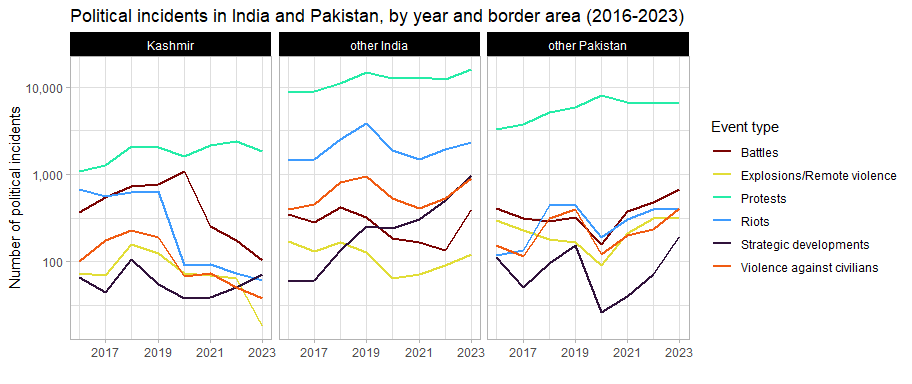 Political incidents in India and Pakistan, by year and border area (2016-2023)
Kashmir
other India
other Pakistan
Number of political incidents
10,000
1,000
100
2017
2019
2021
2023
2017
2019
2021
2023
2017
2019
2021
2023
Event type
Battles
Explosions/Remote violence
Protests
Riots
Strategic developments
Violence against civilians